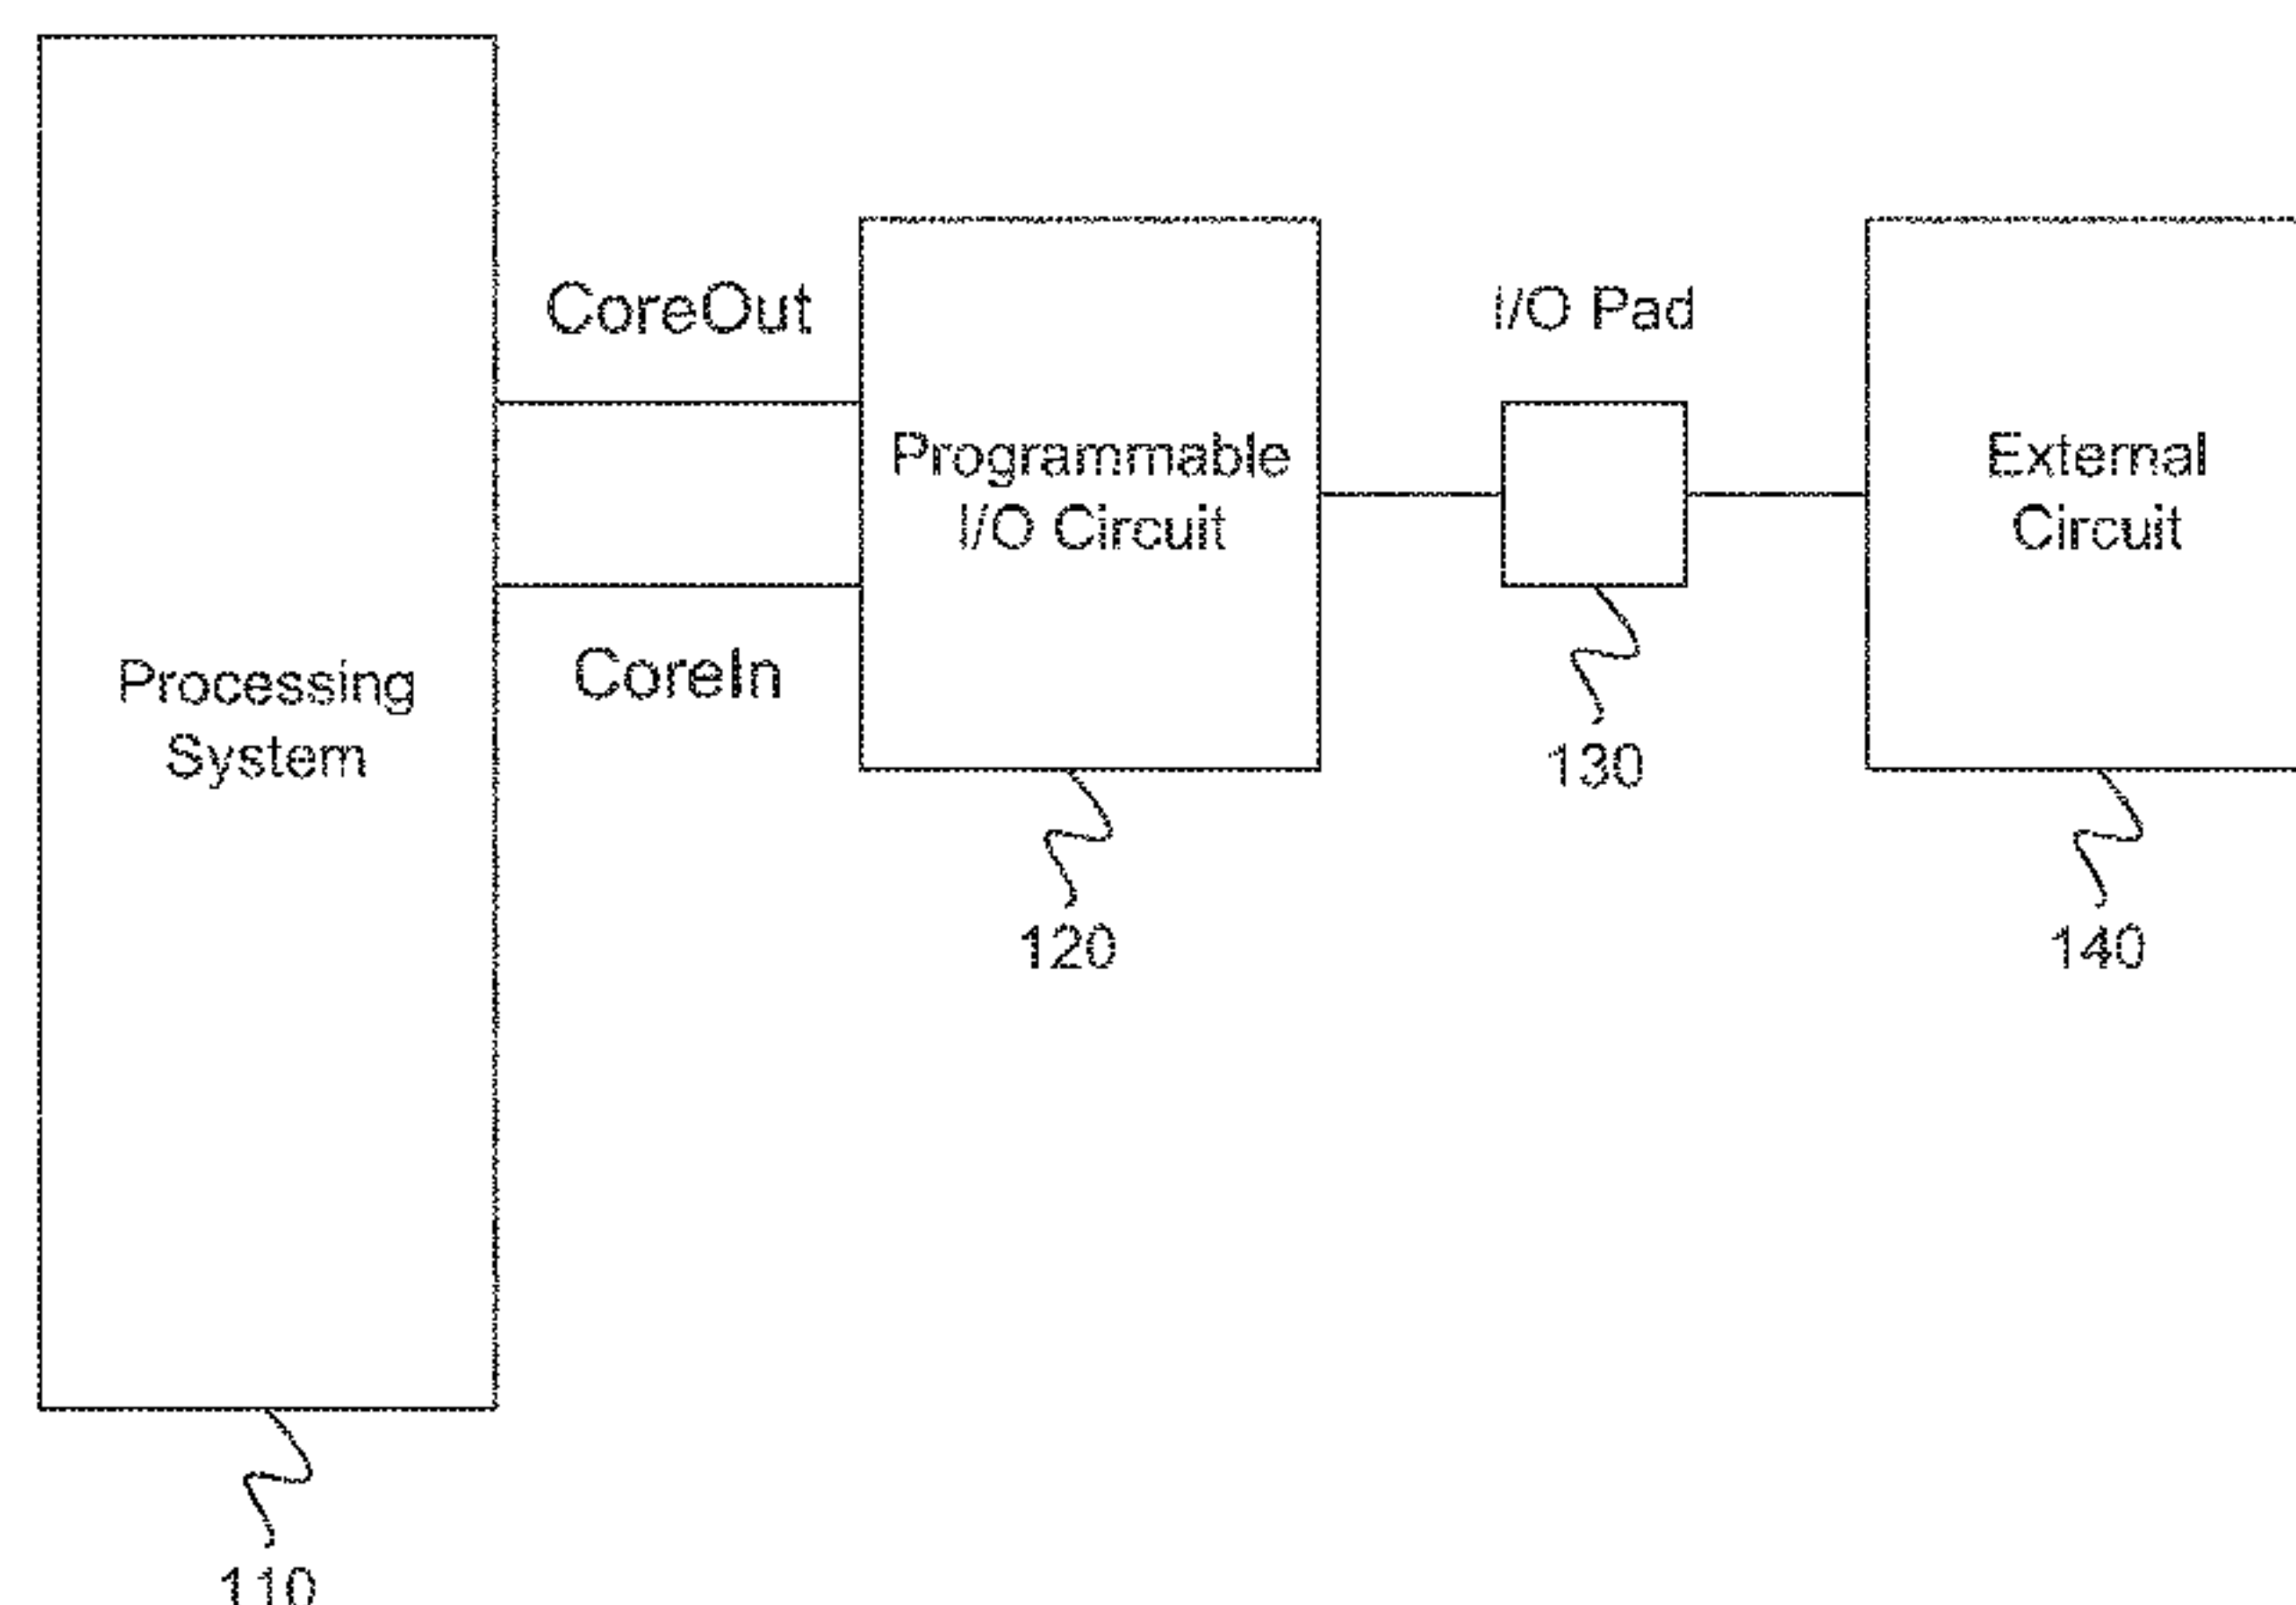 CoreOut
I/O Pad
Programmable
I/O Circuit
External
Circuit
Processing
System
CoreIn
130
120
140
110